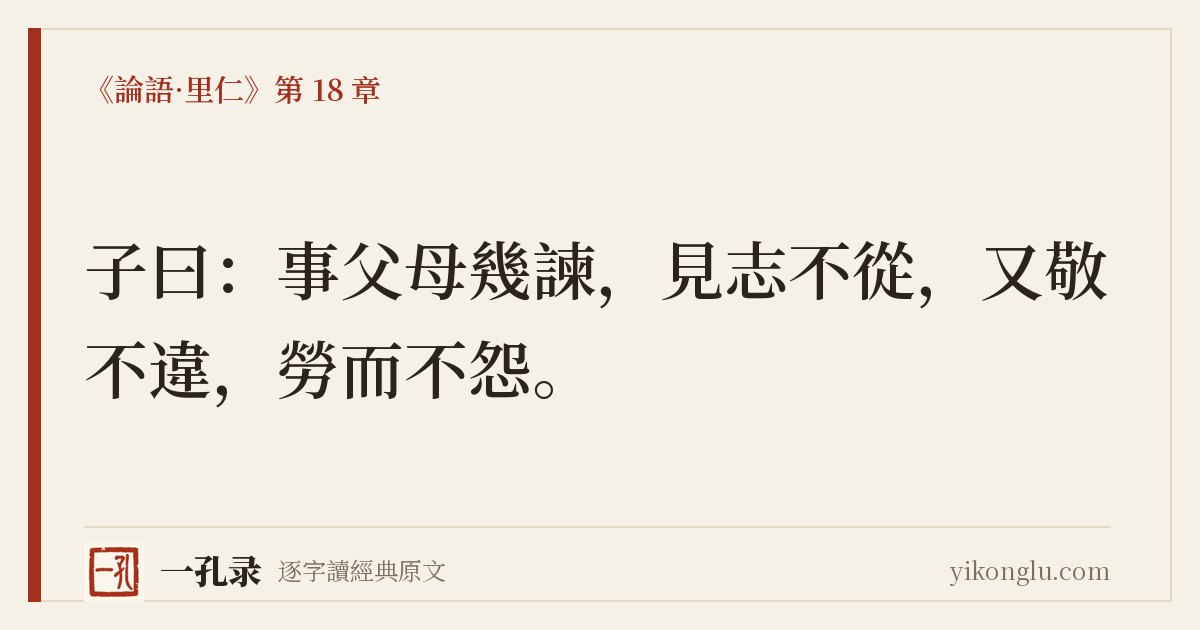 《論語·里仁》第 18 章
子曰：事父母幾諫，見志不從，又敬
不違，勞而不怨。
一孔
一孔录 逐字讀經典原文 yikonglu.com